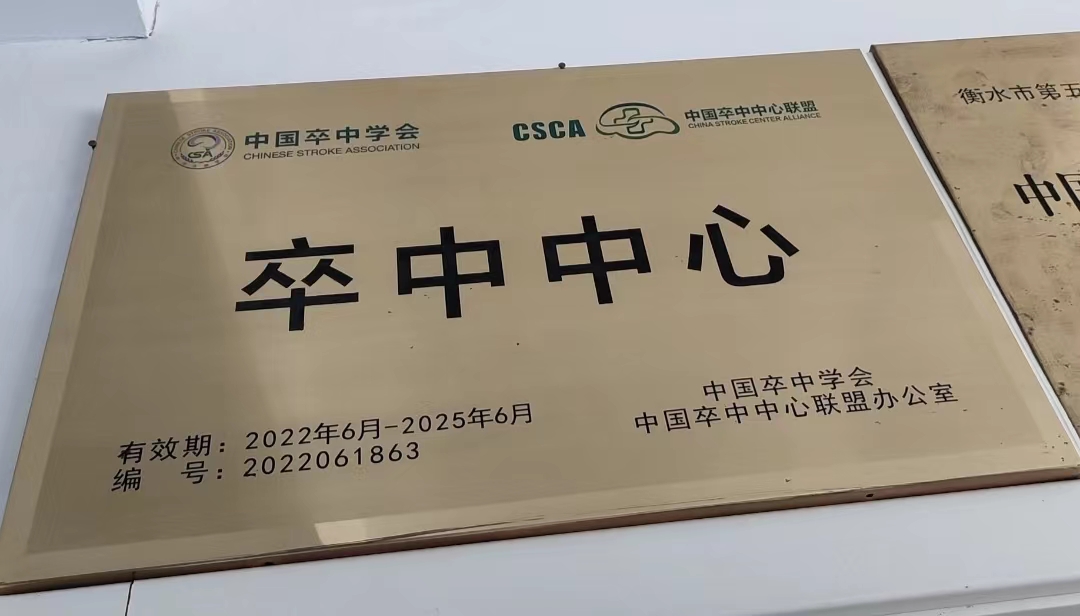 中国卒中学会
CHINESE STROKE ASSOCIATION
CSCA
中国卒中中心联盟
CHINA STROKE CENTER ALLIANCE
卒中中心
有效期：2022年6月-2025年6月
编 号：2022061863
中国卒中学会
中国卒中中心联盟办公室
衡水市第五
中国